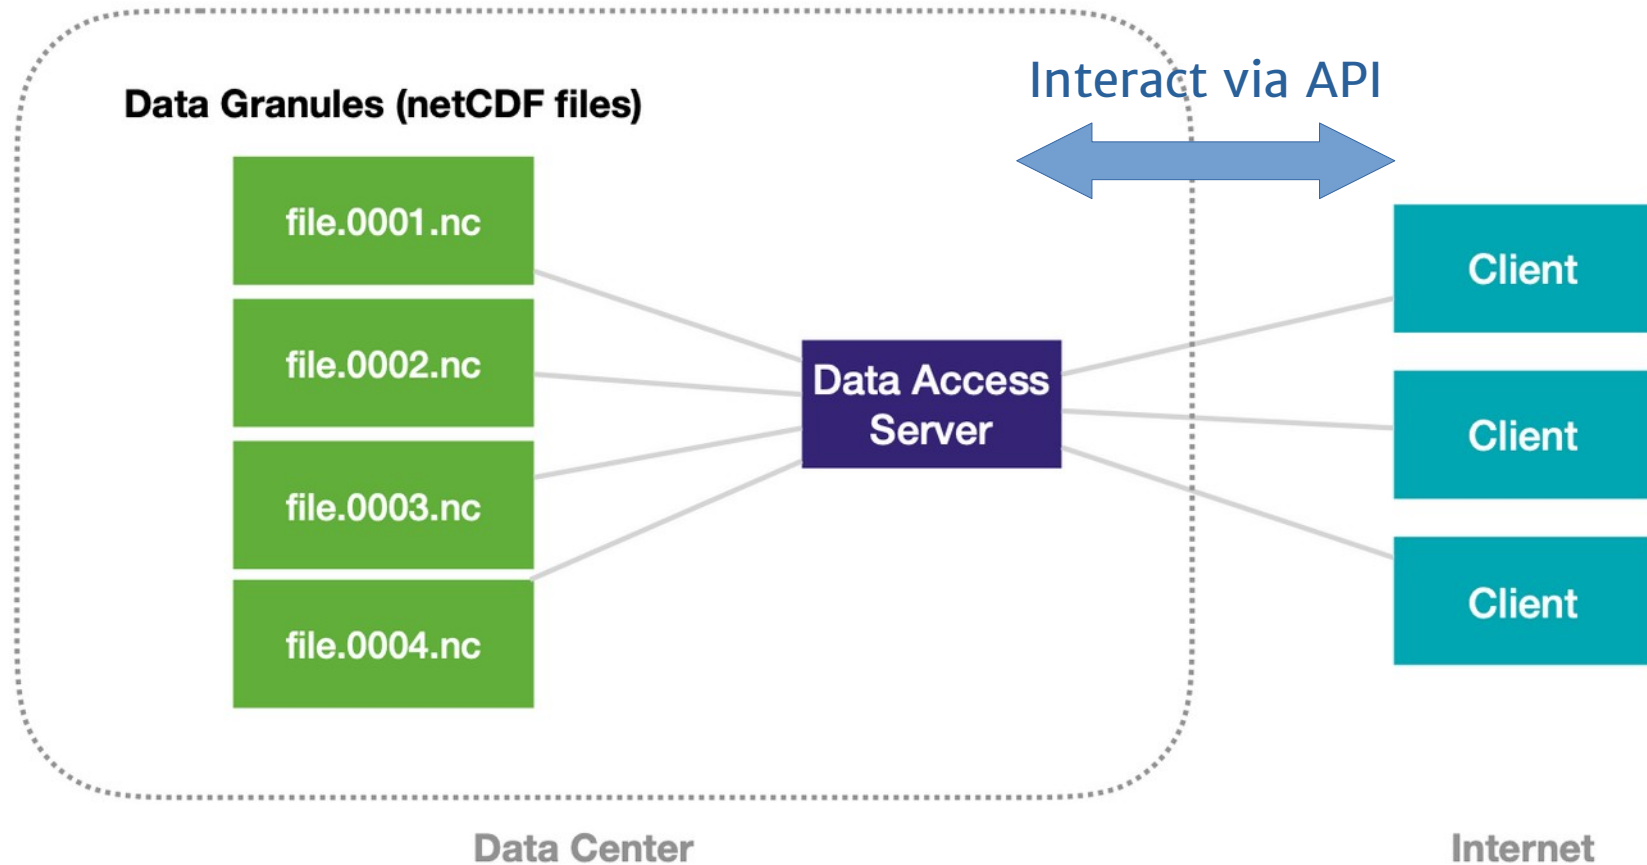 Interact via API
Data Granules (netCDF files)
file.0001.nc
file.0002.nc
file.0003.nc
file.0004.nc
Data Access
Server
Client
Client
Client
Data Center
Internet